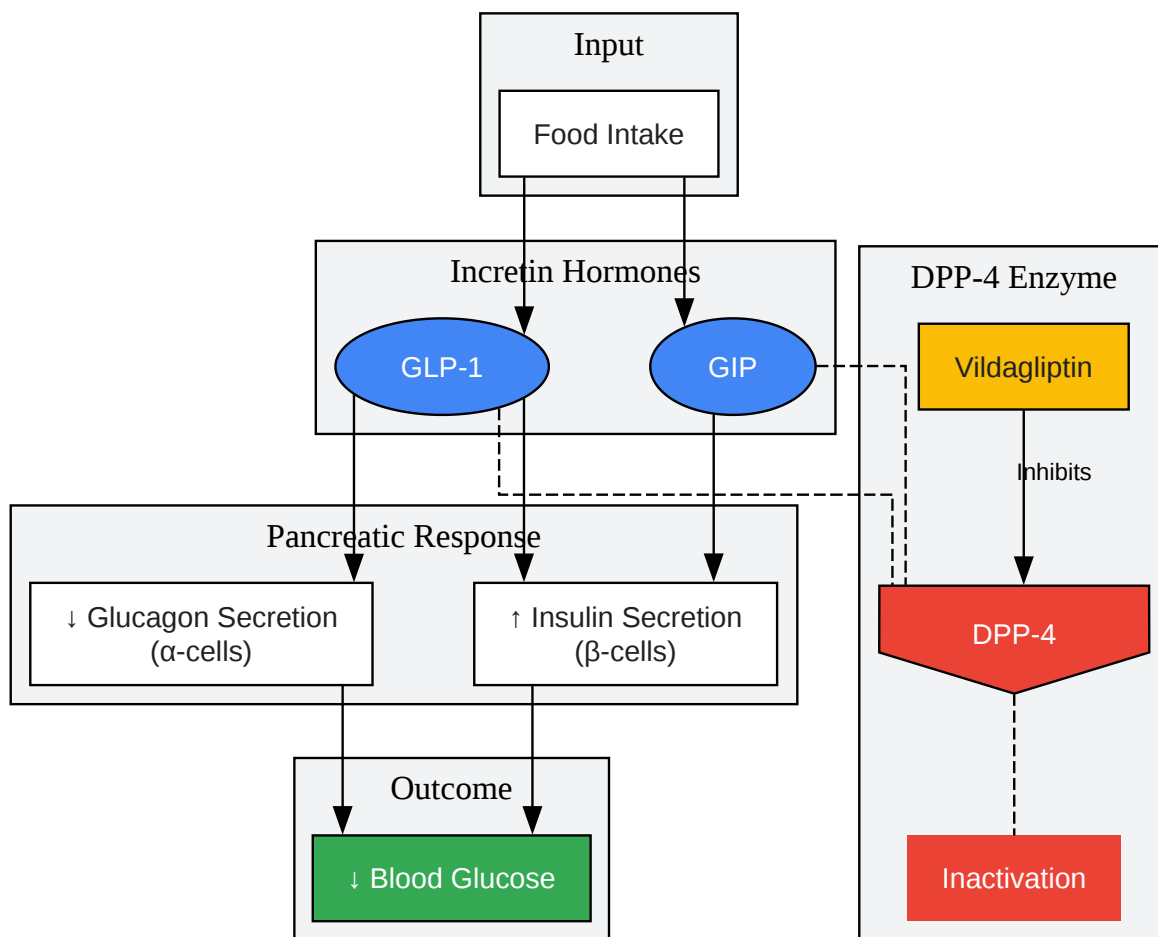 Input
Food Intake
Incretin Hormones
GLP-1
GIP
DPP-4 Enzyme
Vildagliptin
Inhibits
DPP-4
Inactivation
Pancreatic Response
↓ Glucagon Secretion
(α-cells)
↑ Insulin Secretion
(β-cells)
Outcome
↓ Blood Glucose